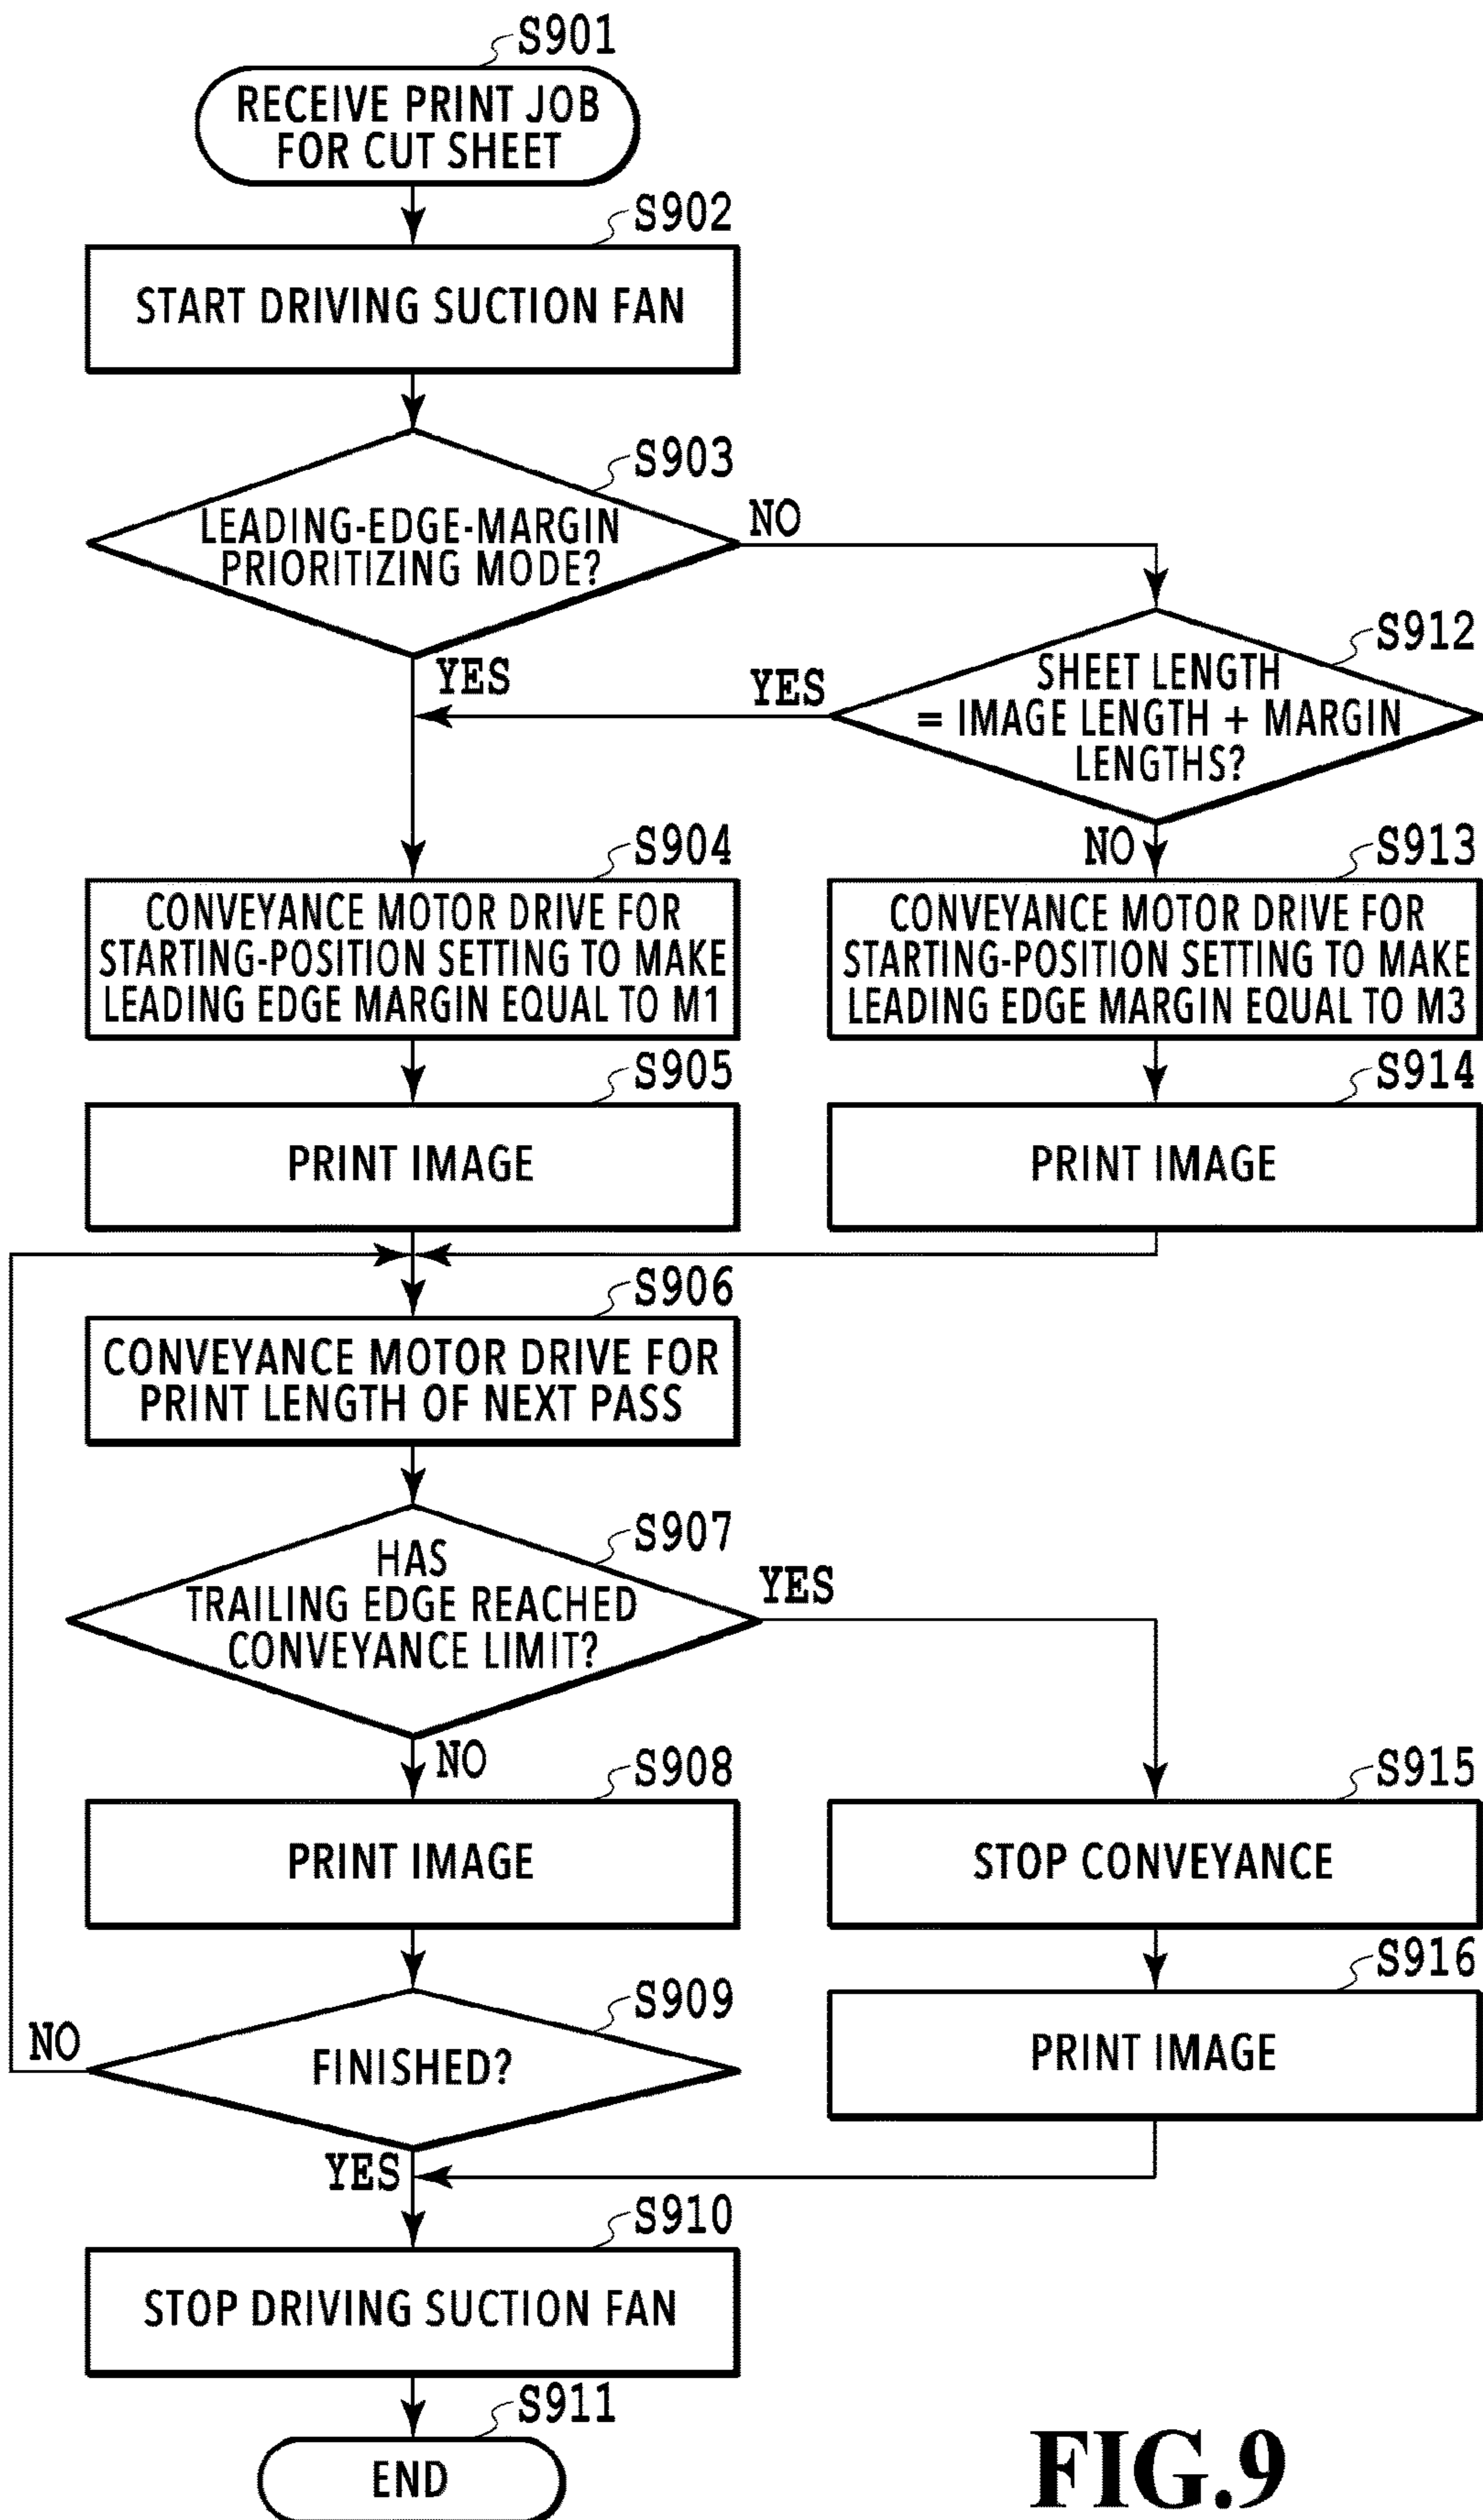 S901
RECEIVE PRINT JOB
FOR CUT SHEET
S902
START DRIVING SUCTION FAN
S903
LEADING-EDGE-MARGIN
PRIORITIZING MODE?
NO
YES
S912
SHEET LENGTH
= IMAGE LENGTH + MARGIN
LENGTHS?
YES
NO
S904
CONVEYANCE MOTOR DRIVE FOR
STARTING-POSITION SETTING TO MAKE
LEADING EDGE MARGIN EQUAL TO M1
S913
CONVEYANCE MOTOR DRIVE FOR
STARTING-POSITION SETTING TO MAKE
LEADING EDGE MARGIN EQUAL TO M3
S905
PRINT IMAGE
S914
PRINT IMAGE
S906
CONVEYANCE MOTOR DRIVE FOR
PRINT LENGTH OF NEXT PASS
S907
HAS
TRAILING EDGE REACHED
CONVEYANCE LIMIT?
YES
NO
S908
PRINT IMAGE
S915
STOP CONVEYANCE
S909
FINISHED?
NO
YES
S916
PRINT IMAGE
S910
STOP DRIVING SUCTION FAN
S911
END
FIG.9